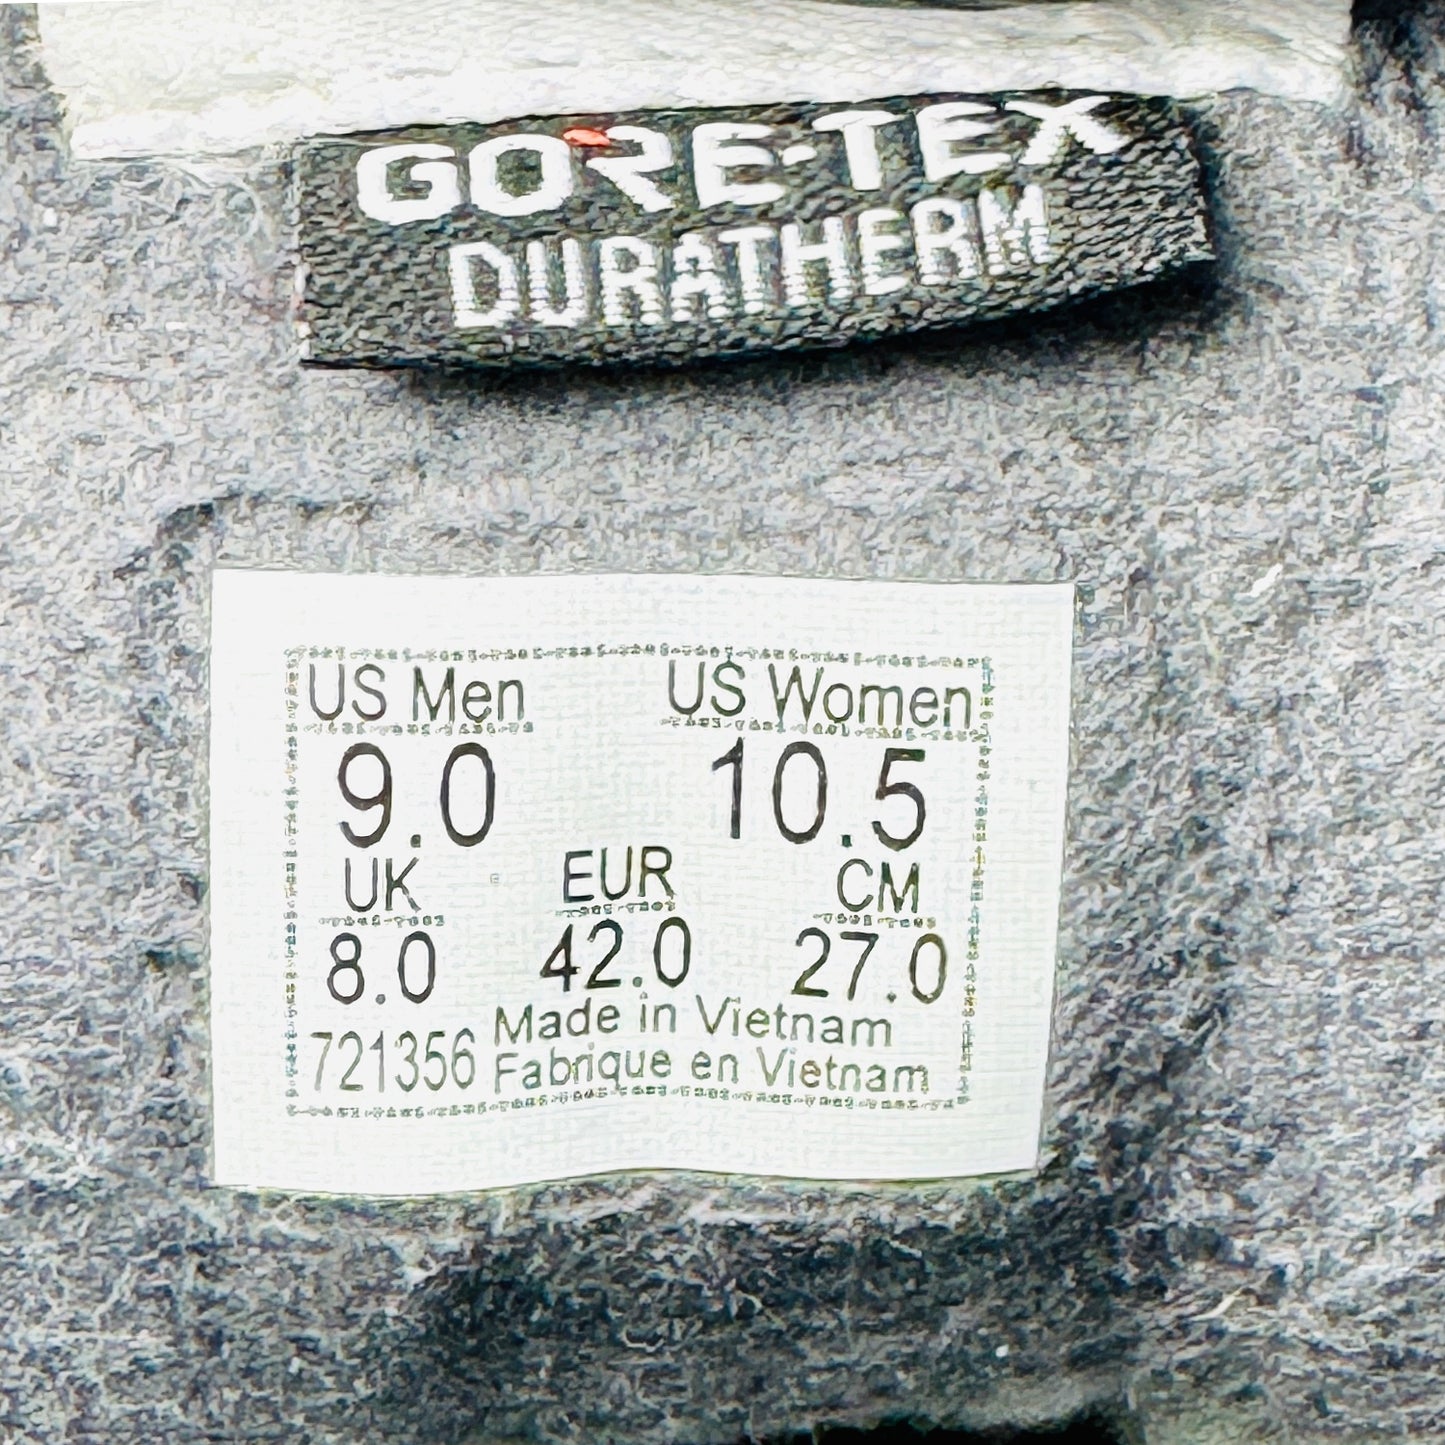 GORE-TEX
DURATHERM
US Men US Women
9.0 10.5
UK EUR CM
8.0 42.0 27.0
721356 Made in Vietnam
Fabrique en Vietnam